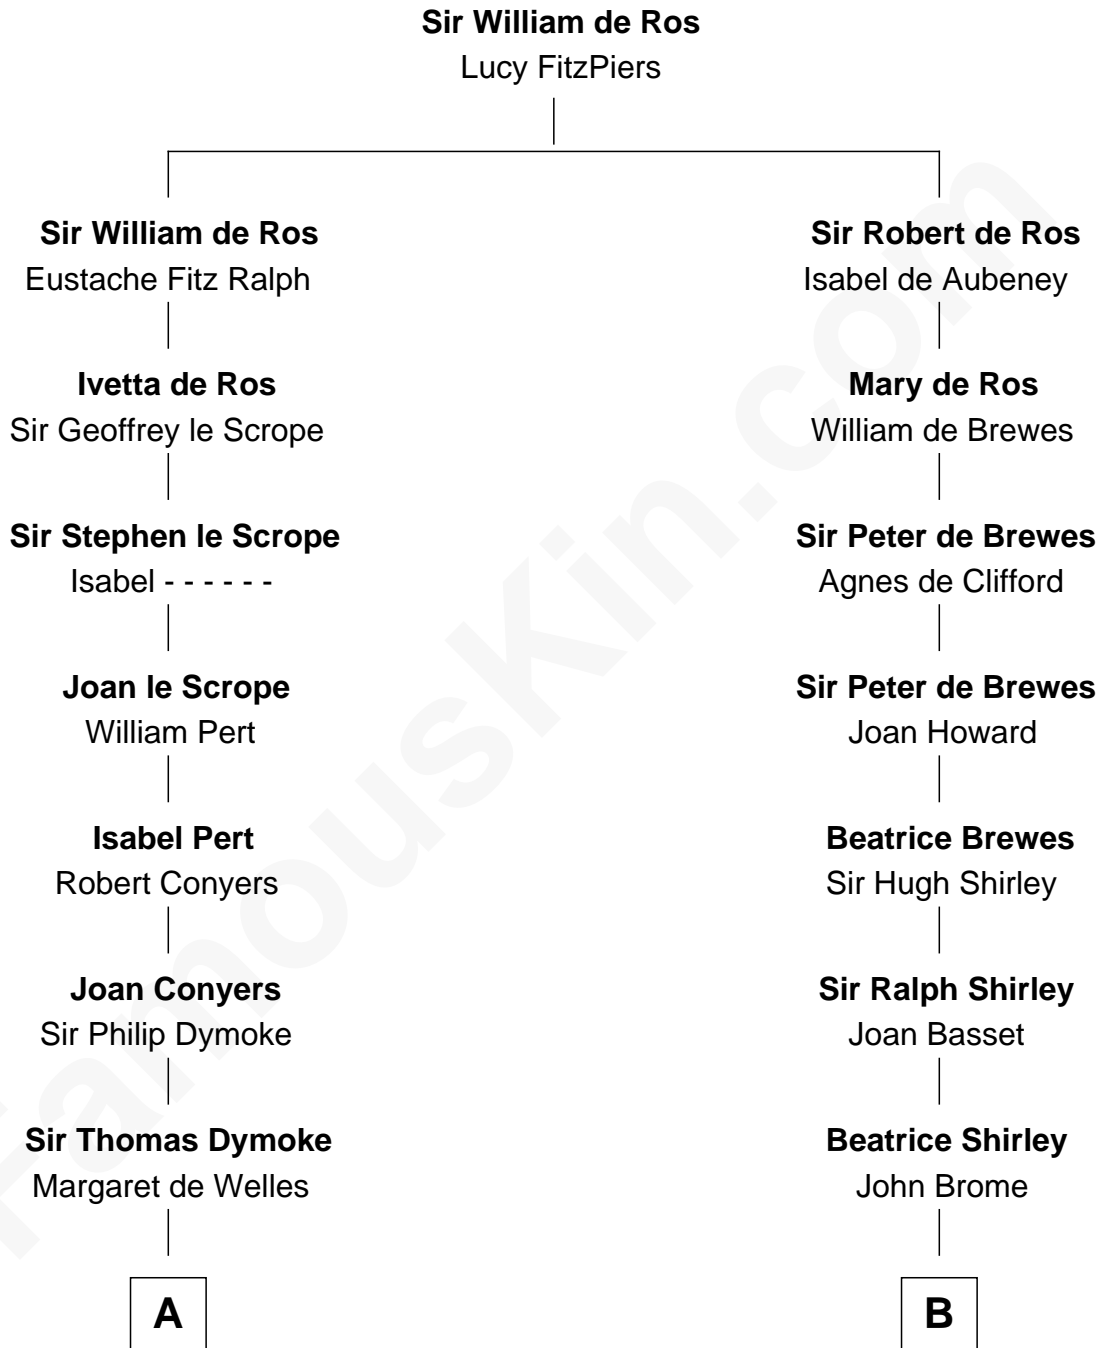 Sir William de Ros
Lucy FitzPiers
Sir William de Ros
Eustache Fitz Ralph
Sir Robert de Ros
Isabel de Aubeney
Ivetta de Ros
Sir Geoffrey le Scrope
Mary de Ros
William de Brewes
Sir Stephen le Scrope
Isabel - - - - - -
Sir Peter de Brewes
Agnes de Clifford
Joan le Scrope
William Pert
Sir Peter de Brewes
Joan Howard
Isabel Pert
Robert Conyers
Beatrice Brewes
Sir Hugh Shirley
Joan Conyers
Sir Philip Dymoke
Sir Ralph Shirley
Joan Basset
Sir Thomas Dymoke
Margaret de Welles
Beatrice Shirley
John Brome
A
B
FamousKin.com